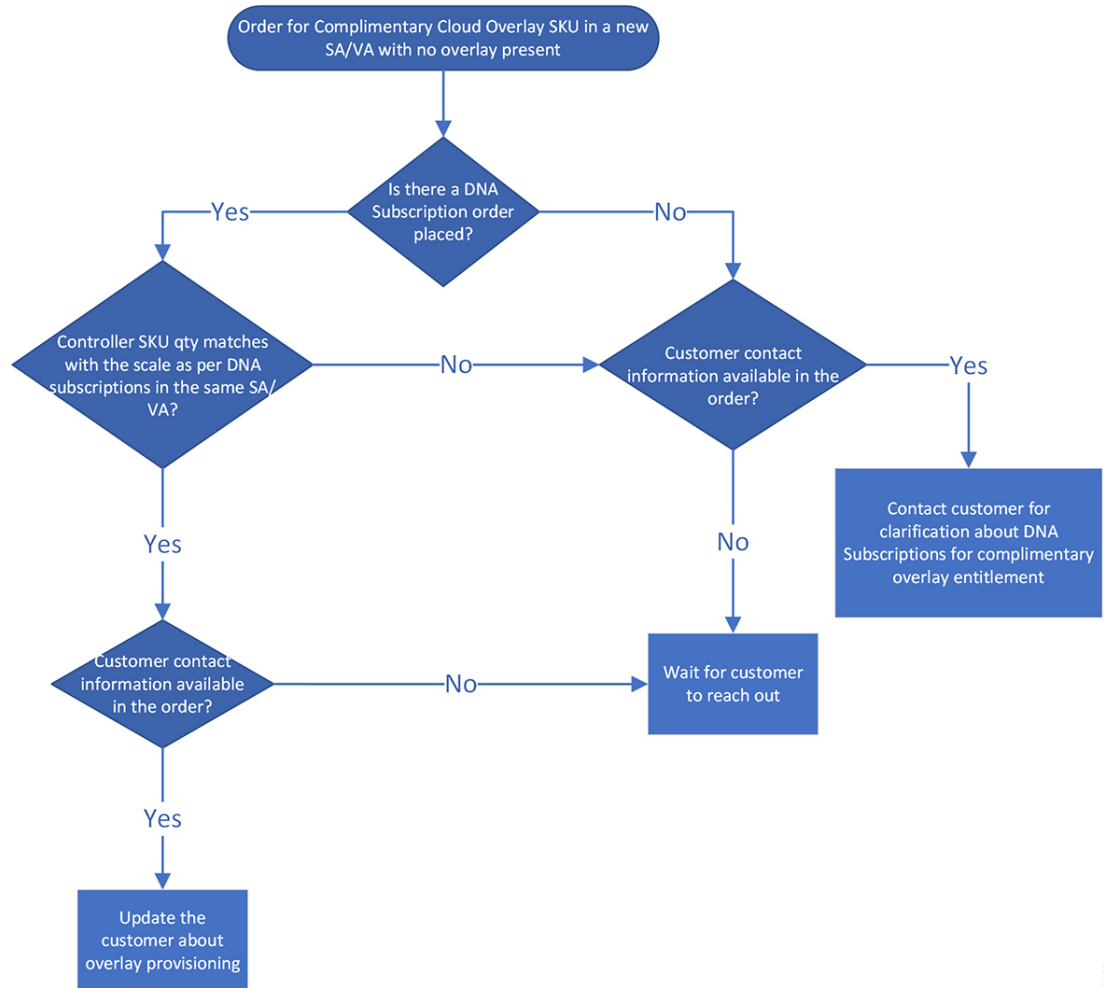 Order for Complimentary Cloud Overlay SKU in a new
SA/VA with no overlay present
Is there a DNA
Subscription order
placed?
Yes
No
Controller SKU qty matches
with the scale as per DNA
subscriptions in the same SA/
VA?
No
Customer contact
information available in the
order?
Yes
Contact customer for
clarification about DNA
Subscriptions for complimentary
overlay entitlement
Yes
No
Customer contact
information available
in the order?
No
Wait for customer
to reach out
Yes
Update the
customer about
overlay provisioning